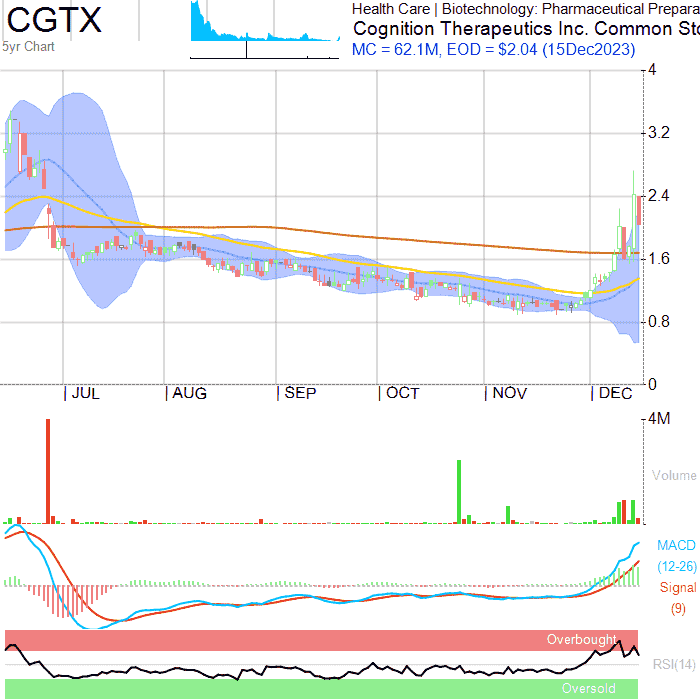 CGTX
5yr Chart
Health Care | Biotechnology: Pharmaceutical Prepara
Cognition Therapeutics Inc. Common Sto
MC = 62.1M, EOD = $2.04 (15Dec2023)
4
3.2
2.4
1.6
0.8
0
JUL AUG SEP OCT NOV DEC
4M
Volume
MACD
(12-26)
Signal
(9)
Overbought
RSI(14)
Oversold